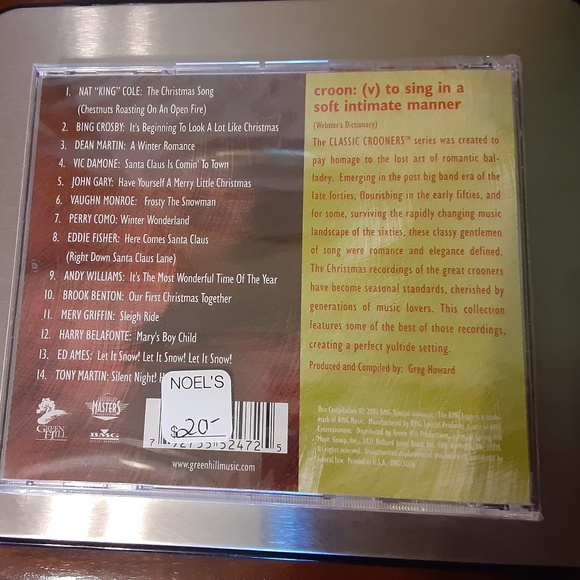 1. NAT "KING" COLE: The Christmas Song
(Chestnuts Roasting On An Open Fire)
2. BING CROSBY: It's Beginning To Look A Lot Like Christmas
3. DEAN MARTIN: A Winter Romance
4. VIC DAMONE: Santa Claus Is Comin' To Town
5. JOHN GARY: Have Yourself A Merry Little Christmas
6. VAUGHN MONROE: Frosty The Snowman
7. PERRY COMO: Winter Wonderland
8. EDDIE FISHER: Here Comes Santa Claus
(Right Down Santa Claus Lane)
9. ANDY WILLIAMS: It's The Most Wonderful Time Of The Year
10. BROOK BENTON: Our First Christmas Together
11. MERV GRIFFIN: Sleigh Ride
12. HARRY BELAFONTE: Mary's Boy Child
13. ED AMES: Let It Snow! Let It Snow! Let It Snow!
14. TONY MARTIN: Silent Night! H
NOEL'S
$20-
GREEN HILL
MASTERS
BMG
5
www.greenhillmusic.com
croon: (v) to sing in a
soft intimate manner
(Webster's Dictionary)
The CLASSIC CROONERS™ series was created to
pay homage to the lost art of romantic bal-
ladry. Emerging in the post big band era of the
late forties, flourishing in the early fifties, and
for some, surviving the rapidly changing music
landscape of the sixties, these classy gentlemen
of song were romance and elegance defined.
The Christmas recordings of the great crooners
have become seasonal standards, cherished by
generations of music lovers. This collection
features some of the best of those recordings,
creating a perfect yultide setting.
Produced and Compiled by: Greg Howard